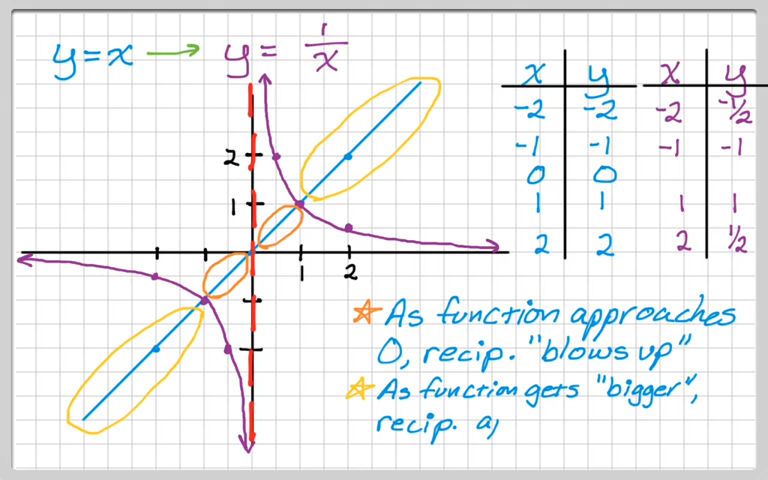 y = x → y = 1/x
x y x y
-2 -2 -2 -1/2
-1 -1 -1 -1
0 0
1 1 1 1
2 2 2 1/2
2
1
1 2
☆ As function approaches
0, recip. "blows up"
☆ As function gets "bigger",
recip. a